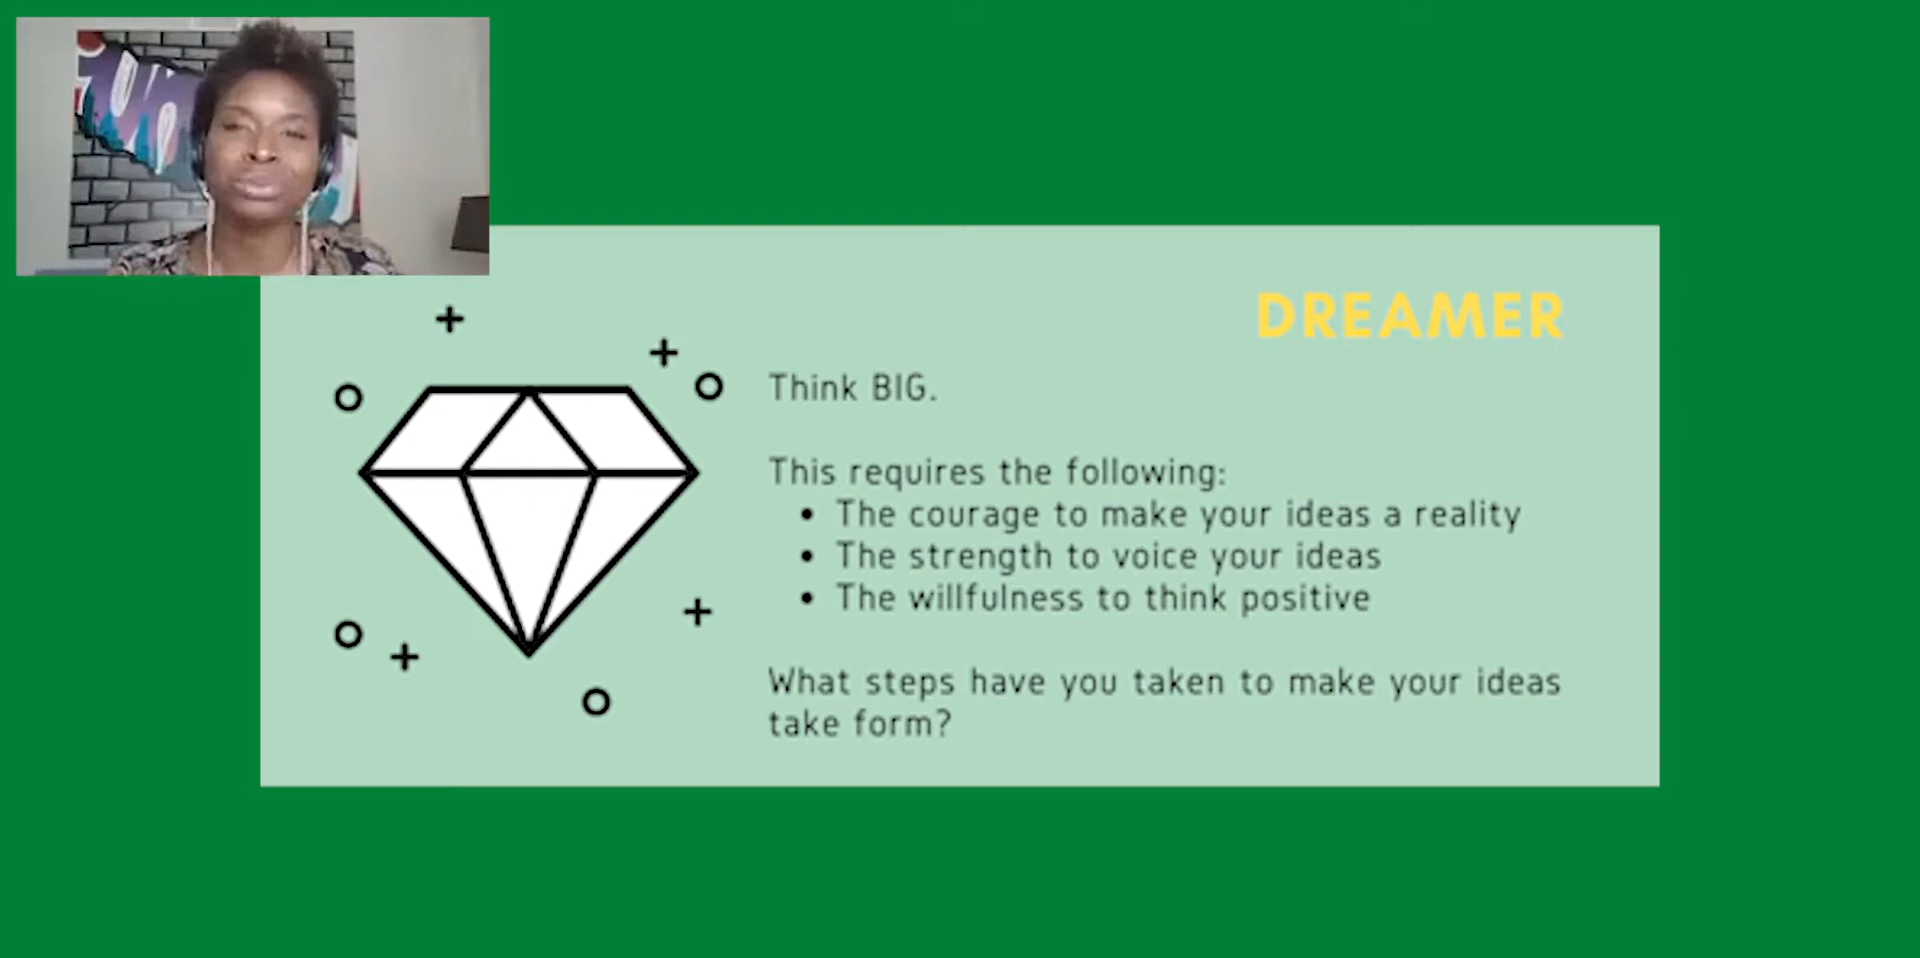 DREAMER
Think BIG.
This requires the following:
• The courage to make your ideas a reality
• The strength to voice your ideas
• The willfulness to think positive
What steps have you taken to make your ideas
take form?